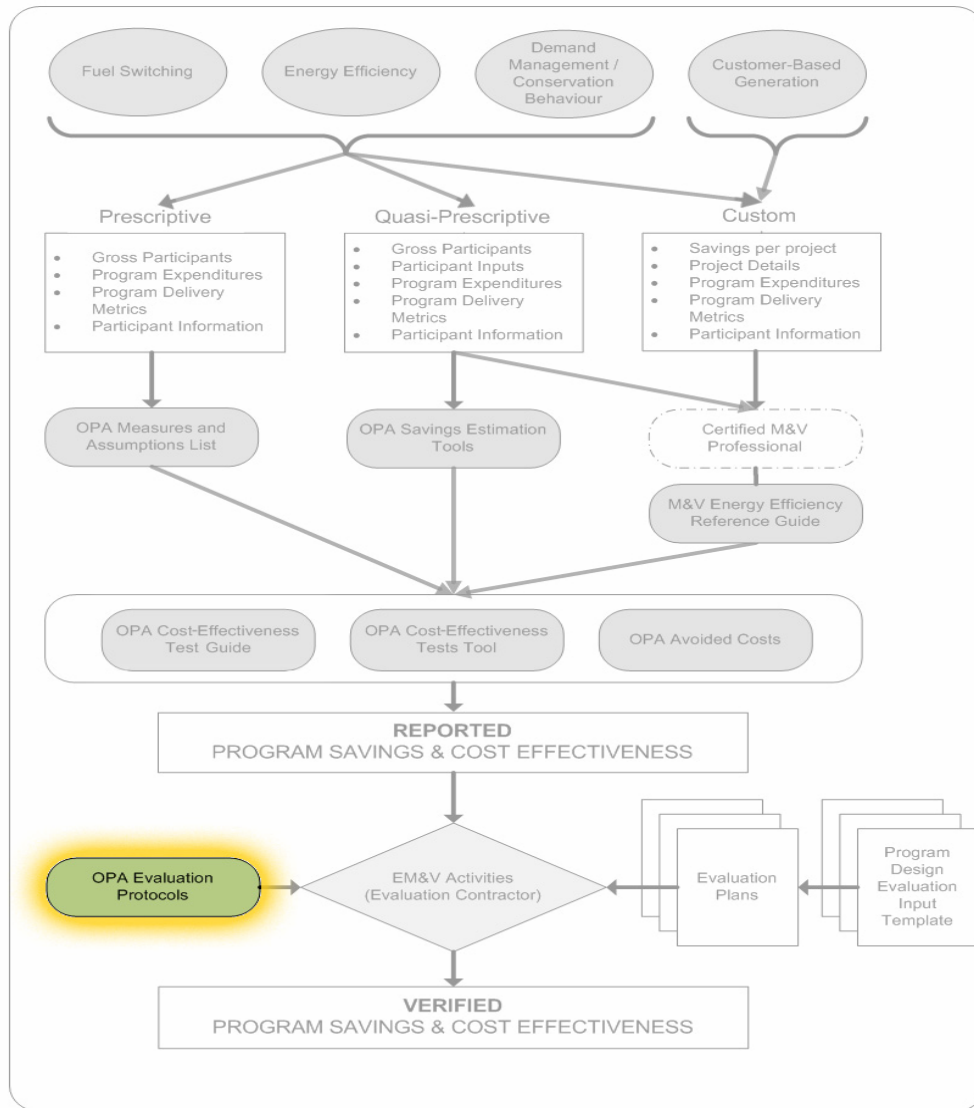 Fuel Switching
Energy Efficiency
Demand
Management /
Conservation
Behaviour
Customer-Based
Generation
Prescriptive
• Gross Participants
• Program Expenditures
• Program Delivery
Metrics
• Participant Information
Quasi-Prescriptive
• Gross Participants
• Participant Inputs
• Program Expenditures
• Program Delivery
Metrics
• Participant Information
Custom
• Savings per project
• Project Details
• Program Expenditures
• Program Delivery
Metrics
• Participant Information
OPA Measures and
Assumptions List
OPA Savings Estimation
Tools
Certified M&V
Professional
M&V Energy Efficiency
Reference Guide
OPA Cost-Effectiveness
Test Guide
OPA Cost-Effectiveness
Tests Tool
OPA Avoided Costs
REPORTED
PROGRAM SAVINGS & COST EFFECTIVENESS
OPA Evaluation
Protocols
EM&V Activities
(Evaluation Contractor)
Evaluation
Plans
Program
Design
Evaluation
Input
Template
VERIFIED
PROGRAM SAVINGS & COST EFFECTIVENESS